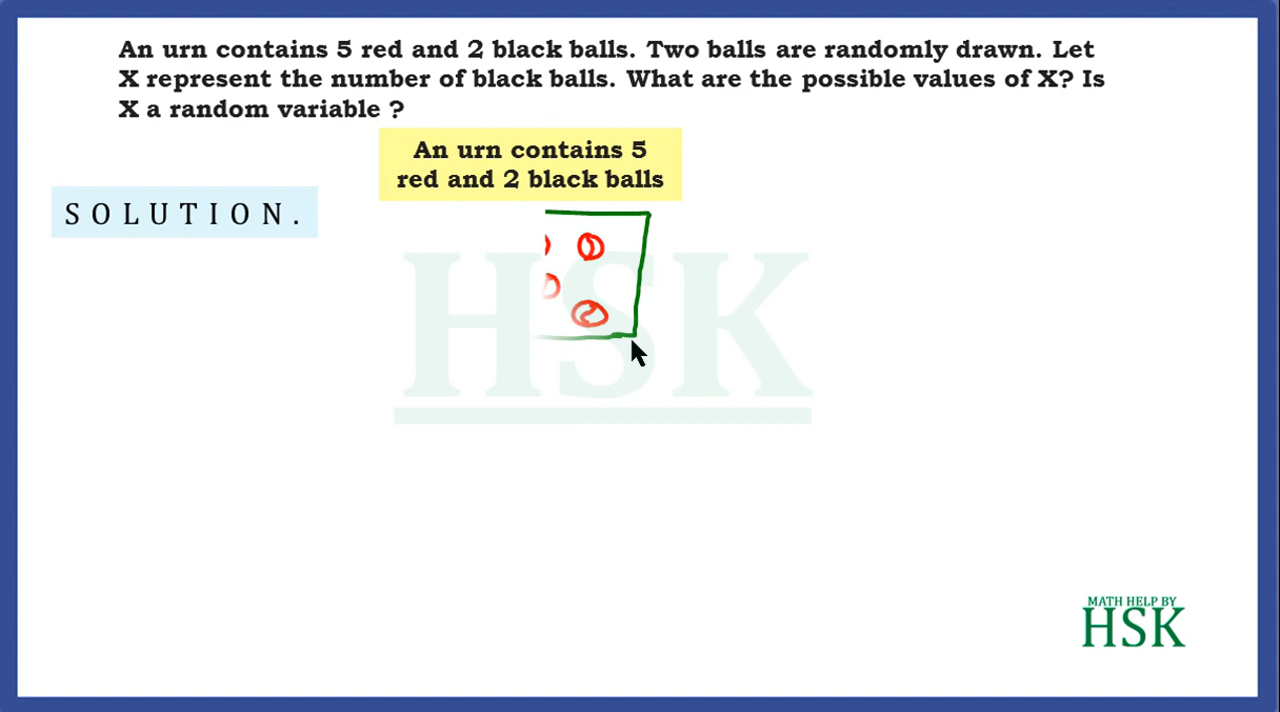 An urn contains 5 red and 2 black balls. Two balls are randomly drawn. Let
X represent the number of black balls. What are the possible values of X? Is
X a random variable ?
An urn contains 5
red and 2 black balls
SOLUTION.
HSK
MATH HELP BY
HSK